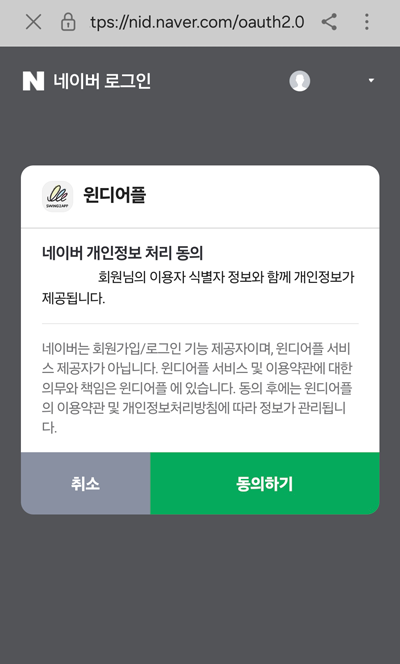 tps://nid.naver.com/oauth2.0
N 네이버 로그인
SWING2APP
윈디어플
네이버 개인정보 처리 동의
회원님의 이용자 식별자 정보와 함께 개인정보가
제공됩니다.
네이버는 회원가입/로그인 기능 제공자이며, 윈디어플 서비
스 제공자가 아닙니다. 윈디어플 서비스 및 이용약관에 대한
의무와 책임은 윈디어플 에 있습니다. 동의 후에는 윈디어플
의 이용약관 및 개인정보처리방침에 따라 정보가 관리됩니
다.
취소
동의하기